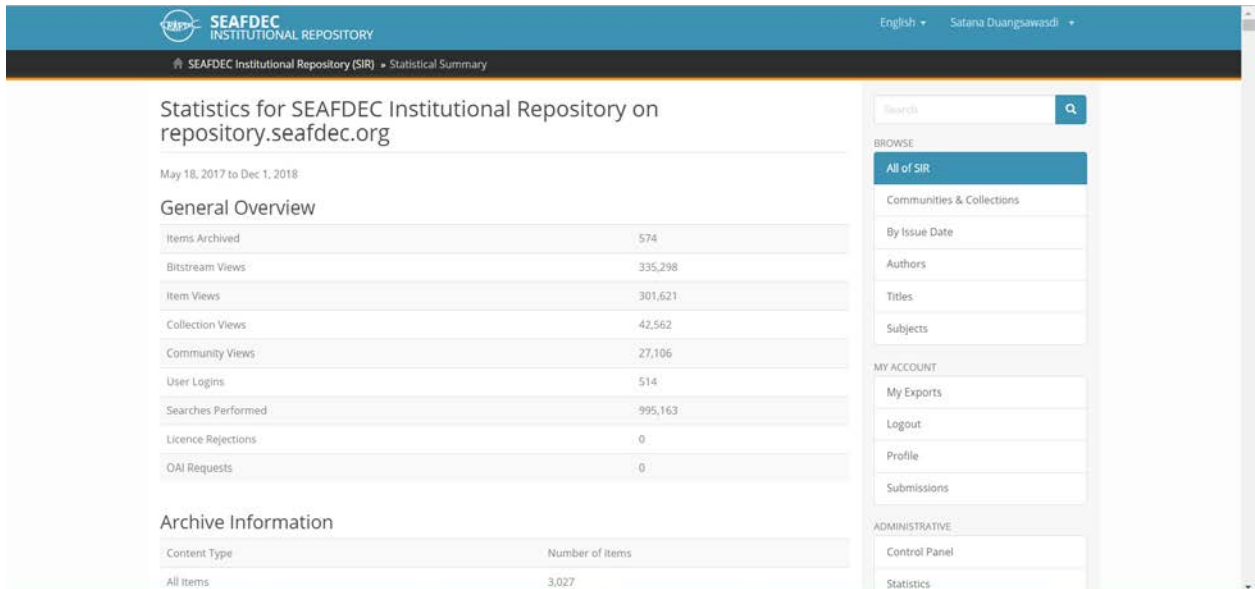 SEAFDEC
INSTITUTIONAL REPOSITORY
English
Satana Duangsawasdi
SEAFDEC Institutional Repository (SIR) » Statistical Summary
Statistics for SEAFDEC Institutional Repository on
repository.seafdec.org
May 18, 2017 to Dec 1, 2018
General Overview
Items Archived 574
Bitstream Views 335,298
Item Views 301,621
Collection Views 42,562
Community Views 27,106
User Logins 514
Searches Performed 995,163
Licence Rejections 0
OAI Requests 0
Archive Information
Content Type Number of items
All Items 3,027
Search
BROWSE
All of SIR
Communities & Collections
By Issue Date
Authors
Titles
Subjects
MY ACCOUNT
My Exports
Logout
Profile
Submissions
ADMINISTRATIVE
Control Panel
Statistics